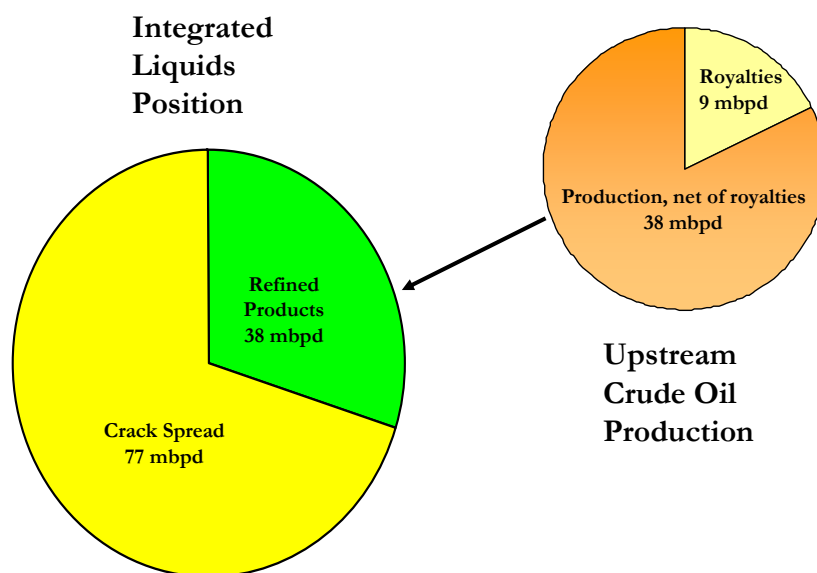 Integrated
Liquids
Position
Royalties
9 mbpd
Production, net of royalties
38 mbpd
Refined
Products
38 mbpd
Upstream
Crude Oil
Production
Crack Spread
77 mbpd